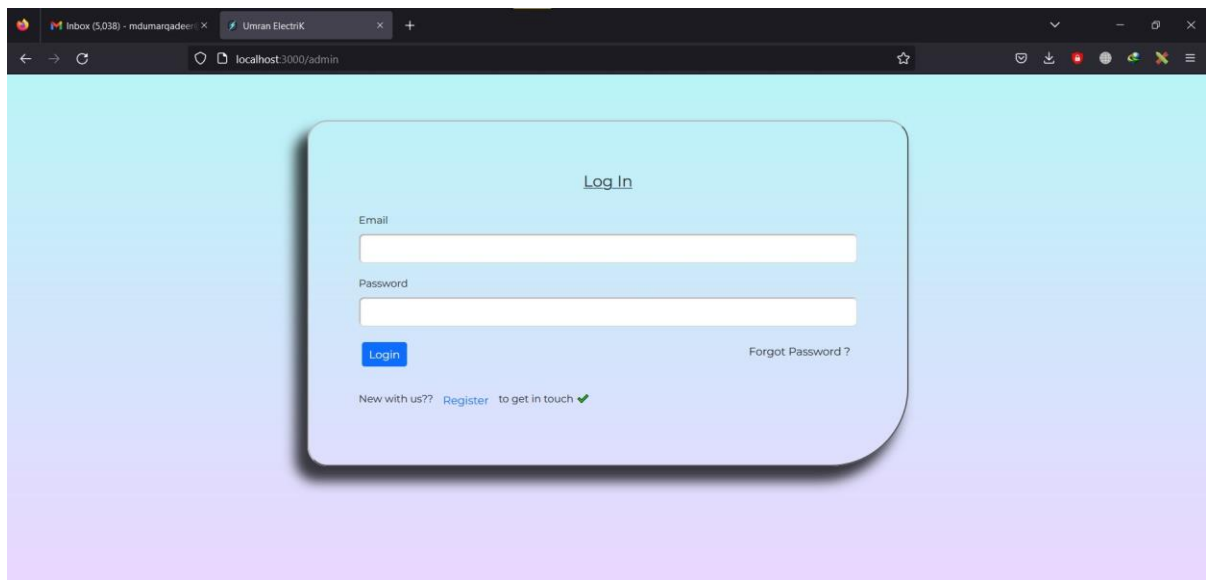 Inbox (5,038) - mdumarqadeer
Umran ElectriK
localhost:3000/admin
Log In
Email
Password
Login
Forgot Password ?
New with us?? Register to get in touch